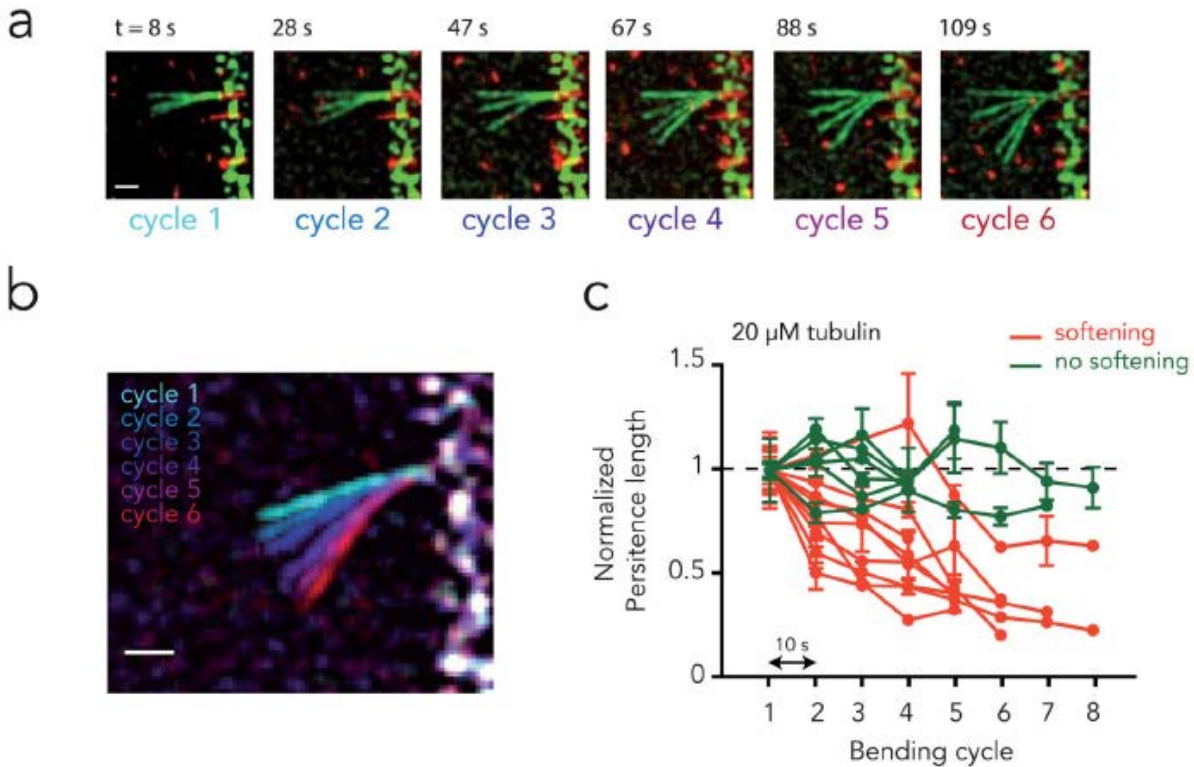 a
t = 8 s 28 s 47 s 67 s 88 s 109 s
cycle 1 cycle 2 cycle 3 cycle 4 cycle 5 cycle 6
b
cycle 1
cycle 2
cycle 3
cycle 4
cycle 5
cycle 6
c
20 µM tubulin
softening
no softening
Normalized
Persitence length
1.5
1
0.5
0
10 s
1 2 3 4 5 6 7 8
Bending cycle